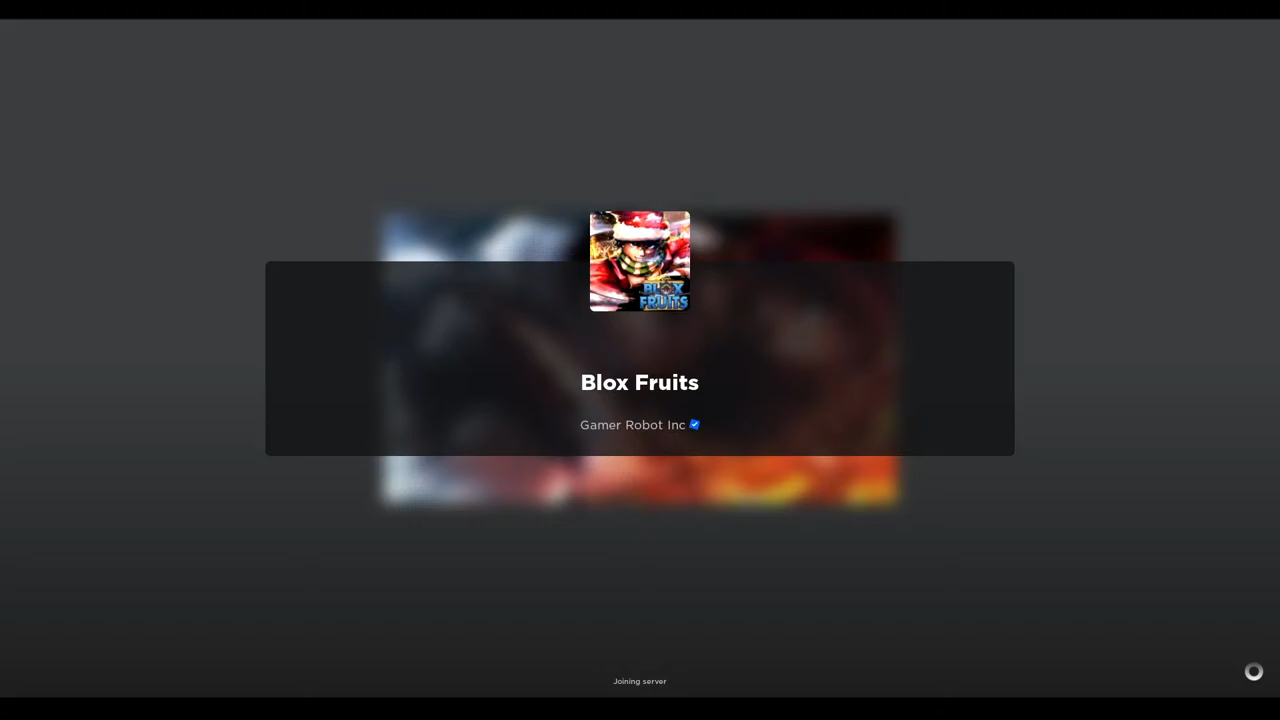 BLOX
FRUITS
Blox Fruits
Gamer Robot Inc
Joining server